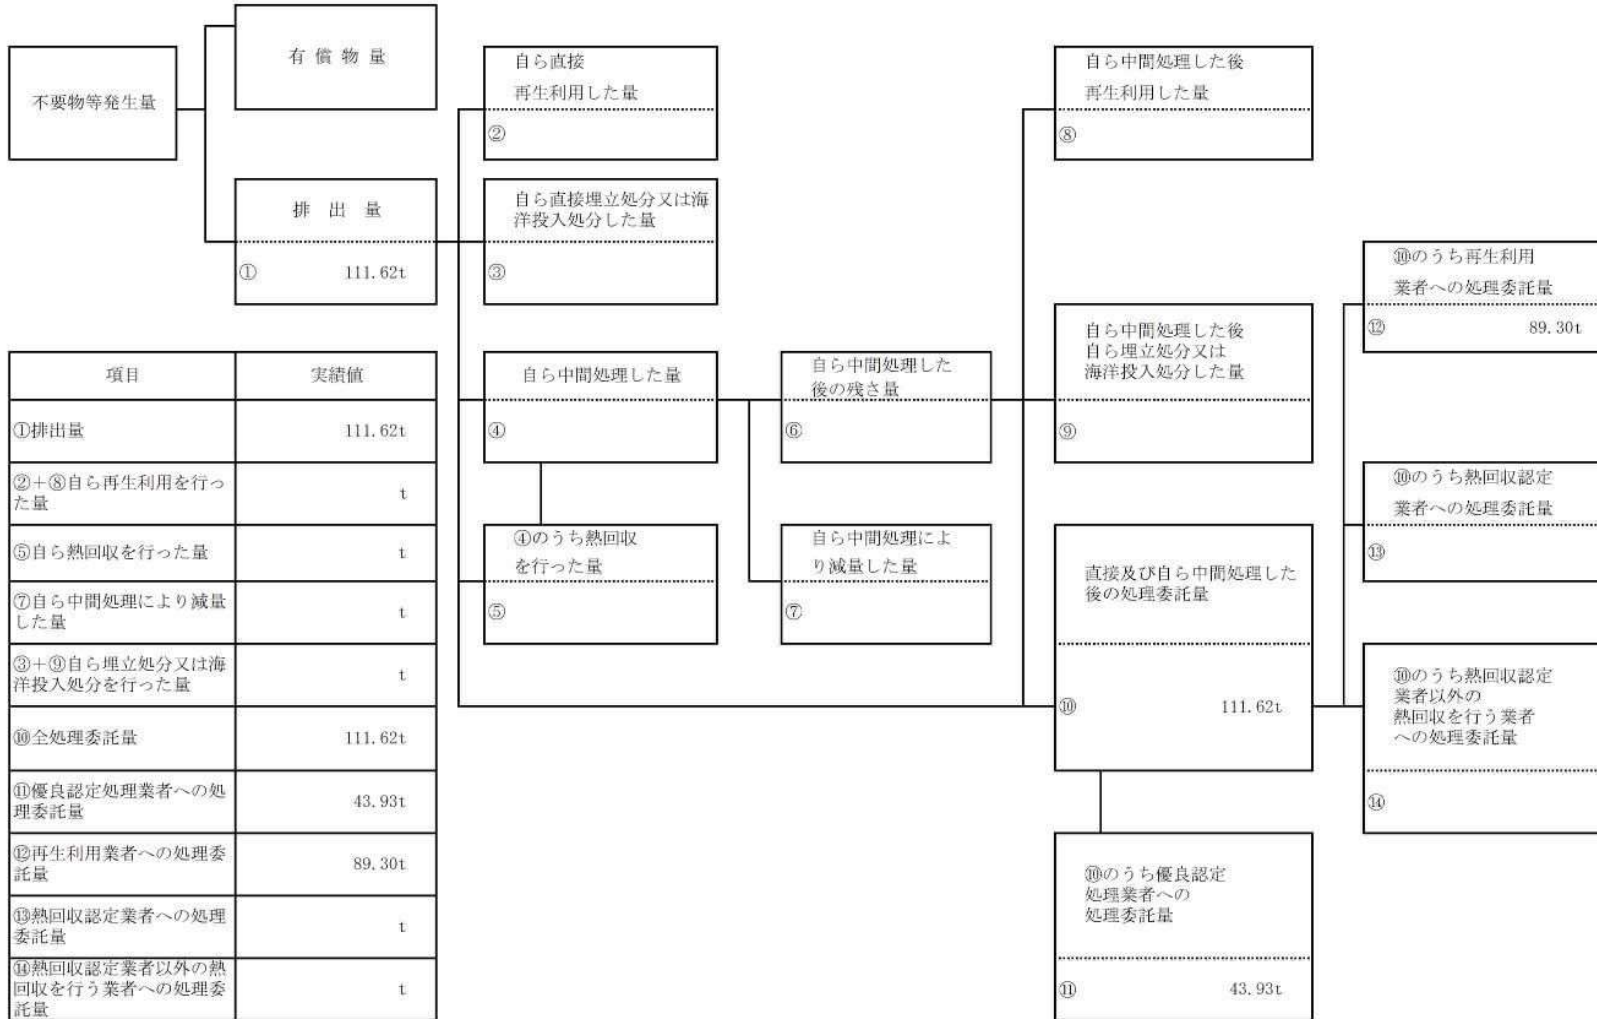 不要物等発生量
有 償 物 量
排 出 量
① 111.62t
自ら直接
再生利用した量
②
自ら直接埋立処分又は海
洋投入処分した量
③
自ら中間処理した量
④
④のうち熱回収
を行った量
⑤
自ら中間処理した
後の残さ量
⑥
自ら中間処理によ
り減量した量
⑦
自ら中間処理した後
再生利用した量
⑧
自ら中間処理した後
自ら埋立処分又は
海洋投入処分した量
⑨
直接及び自ら中間処理した
後の処理委託量
⑩ 111.62t
⑩のうち優良認定
処理業者への
処理委託量
⑪ 43.93t
⑩のうち再生利用
業者への処理委託量
⑫ 89.30t
⑩のうち熱回収認定
業者への処理委託量
⑬
⑩のうち熱回収認定
業者以外の
熱回収を行う業者
への処理委託量
⑭
項目 実績値
①排出量 111.62t
②+⑧自ら再生利用を行っ
た量 t
⑤自ら熱回収を行った量 t
⑦自ら中間処理により減量
した量 t
③+⑨自ら埋立処分又は海
洋投入処分を行った量 t
⑩全処理委託量 111.62t
⑪優良認定処理業者への処
理委託量 43.93t
⑫再生利用業者への処理委
託量 89.30t
⑬熱回収認定業者への処理
委託量 t
⑭熱回収認定業者以外の熱
回収を行う業者への処理委
託量 t